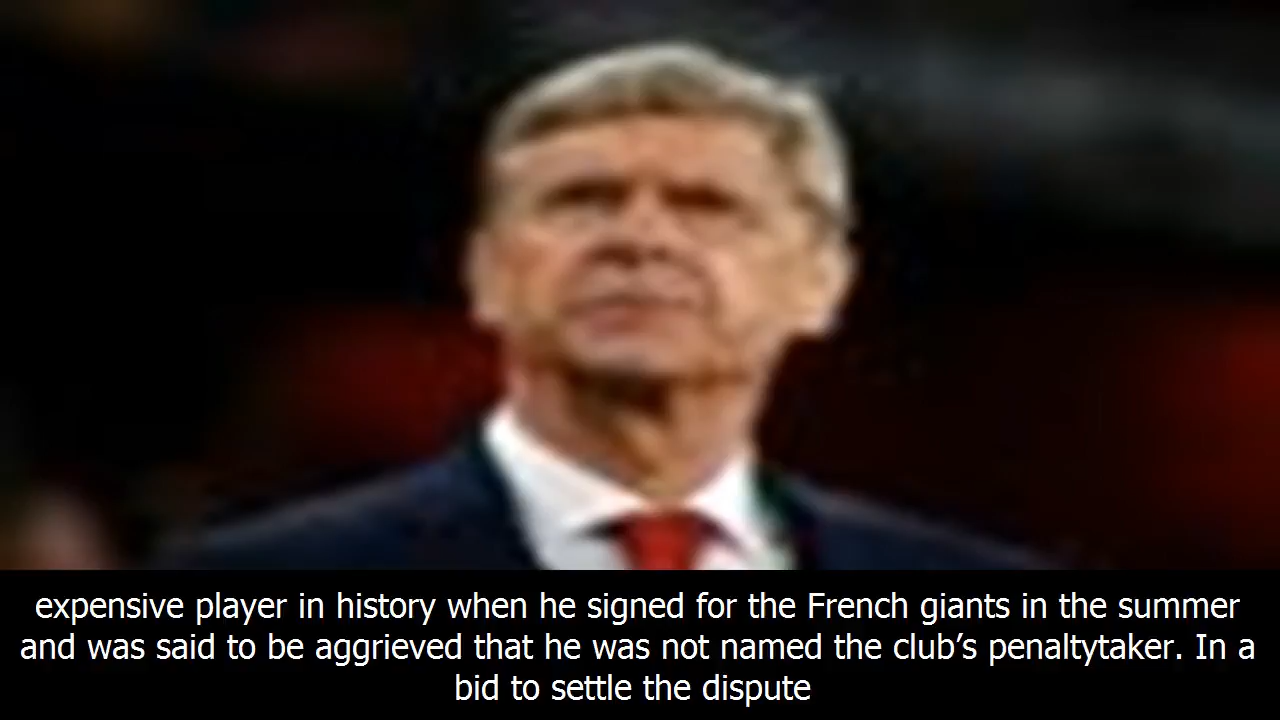 expensive player in history when he signed for the French giants in the summer
and was said to be aggrieved that he was not named the club’s penaltytaker. In a
bid to settle the dispute